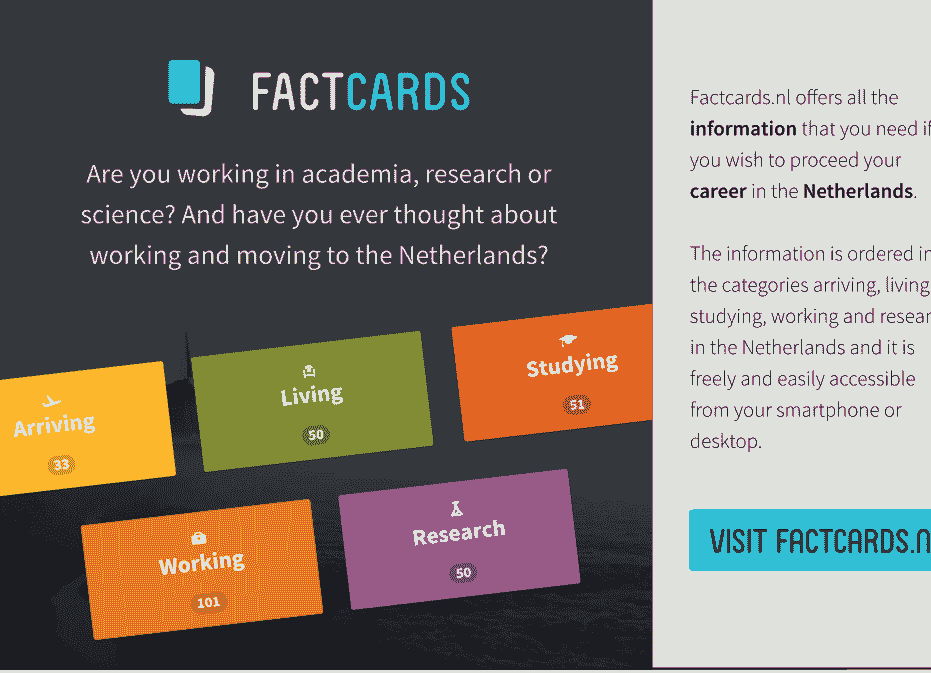 FACTCARDS
Are you working in academia, research or
science? And have you ever thought about
working and moving to the Netherlands?
Arriving
33
Living
50
Studying
51
Working
101
Research
50
Factcards.nl offers all the
information that you need if
you wish to proceed your
career in the Netherlands.
The information is ordered in
the categories arriving, living
studying, working and resear
in the Netherlands and it is
freely and easily accessible
from your smartphone or
desktop.
VISIT FACTCARDS.N